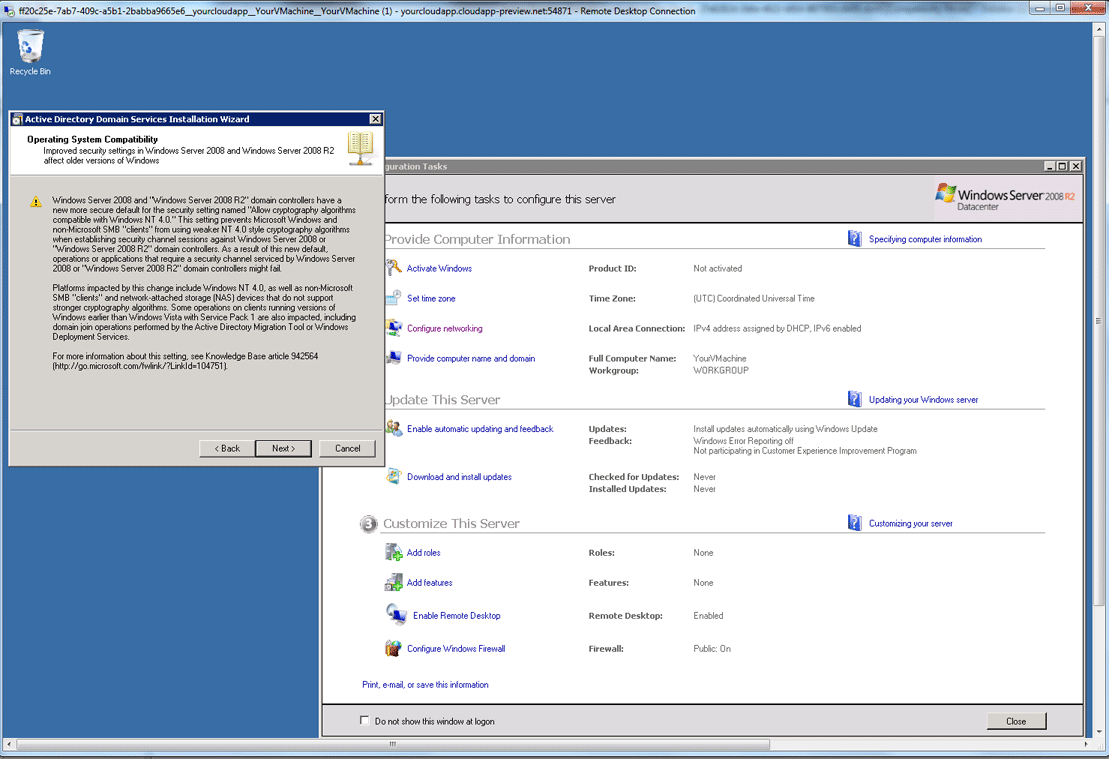 ff20c25e-7ab7-409c-a5b1-2babba9665e6__yourcloudapp__YourVMachine__YourVMachine (1) - yourcloudapp.cloudapp-preview.net:54871 - Remote Desktop Connection
Recycle Bin
Active Directory Domain Services Installation Wizard
Operating System Compatibility
Improved security settings in Windows Server 2008 and Windows Server 2008 R2
affect older versions of Windows
Windows Server 2008 and "Windows Server 2008 R2" domain controllers have a
new more secure default for the security setting named "Allow cryptography algorithms
compatible with Windows NT 4.0." This setting prevents Microsoft Windows and
non-Microsoft SMB "clients" from using weaker NT 4.0 style cryptography algorithms
when establishing security channel sessions against Windows Server 2008 or
"Windows Server 2008 R2" domain controllers. As a result of this new default,
operations or applications that require a security channel serviced by Windows Server
2008 or "Windows Server 2008 R2" domain controllers might fail.
Platforms impacted by this change include Windows NT 4.0, as well as non-Microsoft
SMB "clients" and network-attached storage (NAS) devices that do not support
stronger cryptography algorithms. Some operations on clients running versions of
Windows earlier than Windows Vista with Service Pack 1 are also impacted, including
domain join operations performed by the Active Directory Migration Tool or Windows
Deployment Services.
For more information about this setting, see Knowledge Base article 942564
(http://go.microsoft.com/fwlink/?LinkId=104751).
< Back
Next >
Cancel
guration Tasks
form the following tasks to configure this server
Windows Server 2008 R2
Datacenter
Provide Computer Information
Specifying computer information
Activate Windows
Product ID:
Not activated
Set time zone
Time Zone:
(UTC) Coordinated Universal Time
Configure networking
Local Area Connection:
IPv4 address assigned by DHCP, IPv6 enabled
Provide computer name and domain
Full Computer Name:
YourVMachine
Workgroup:
WORKGROUP
Update This Server
Updating your Windows server
Enable automatic updating and feedback
Updates:
Install updates automatically using Windows Update
Feedback:
Windows Error Reporting off
Not participating in Customer Experience Improvement Program
Download and install updates
Checked for Updates:
Never
Installed Updates:
Never
3
Customize This Server
Customizing your server
Add roles
Roles:
None
Add features
Features:
None
Enable Remote Desktop
Remote Desktop:
Enabled
Configure Windows Firewall
Firewall:
Public: On
Print, e-mail, or save this information
Do not show this window at logon
Close